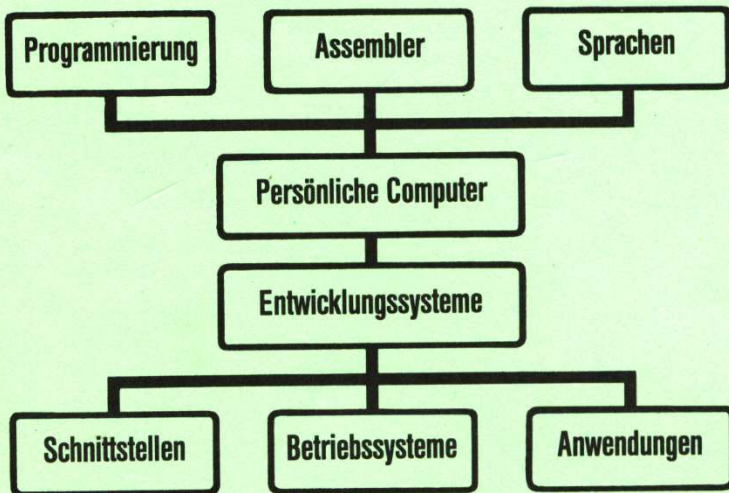 Programmierung
Assembler
Sprachen
Persönliche Computer
Entwicklungssysteme
Schnittstellen
Betriebssysteme
Anwendungen